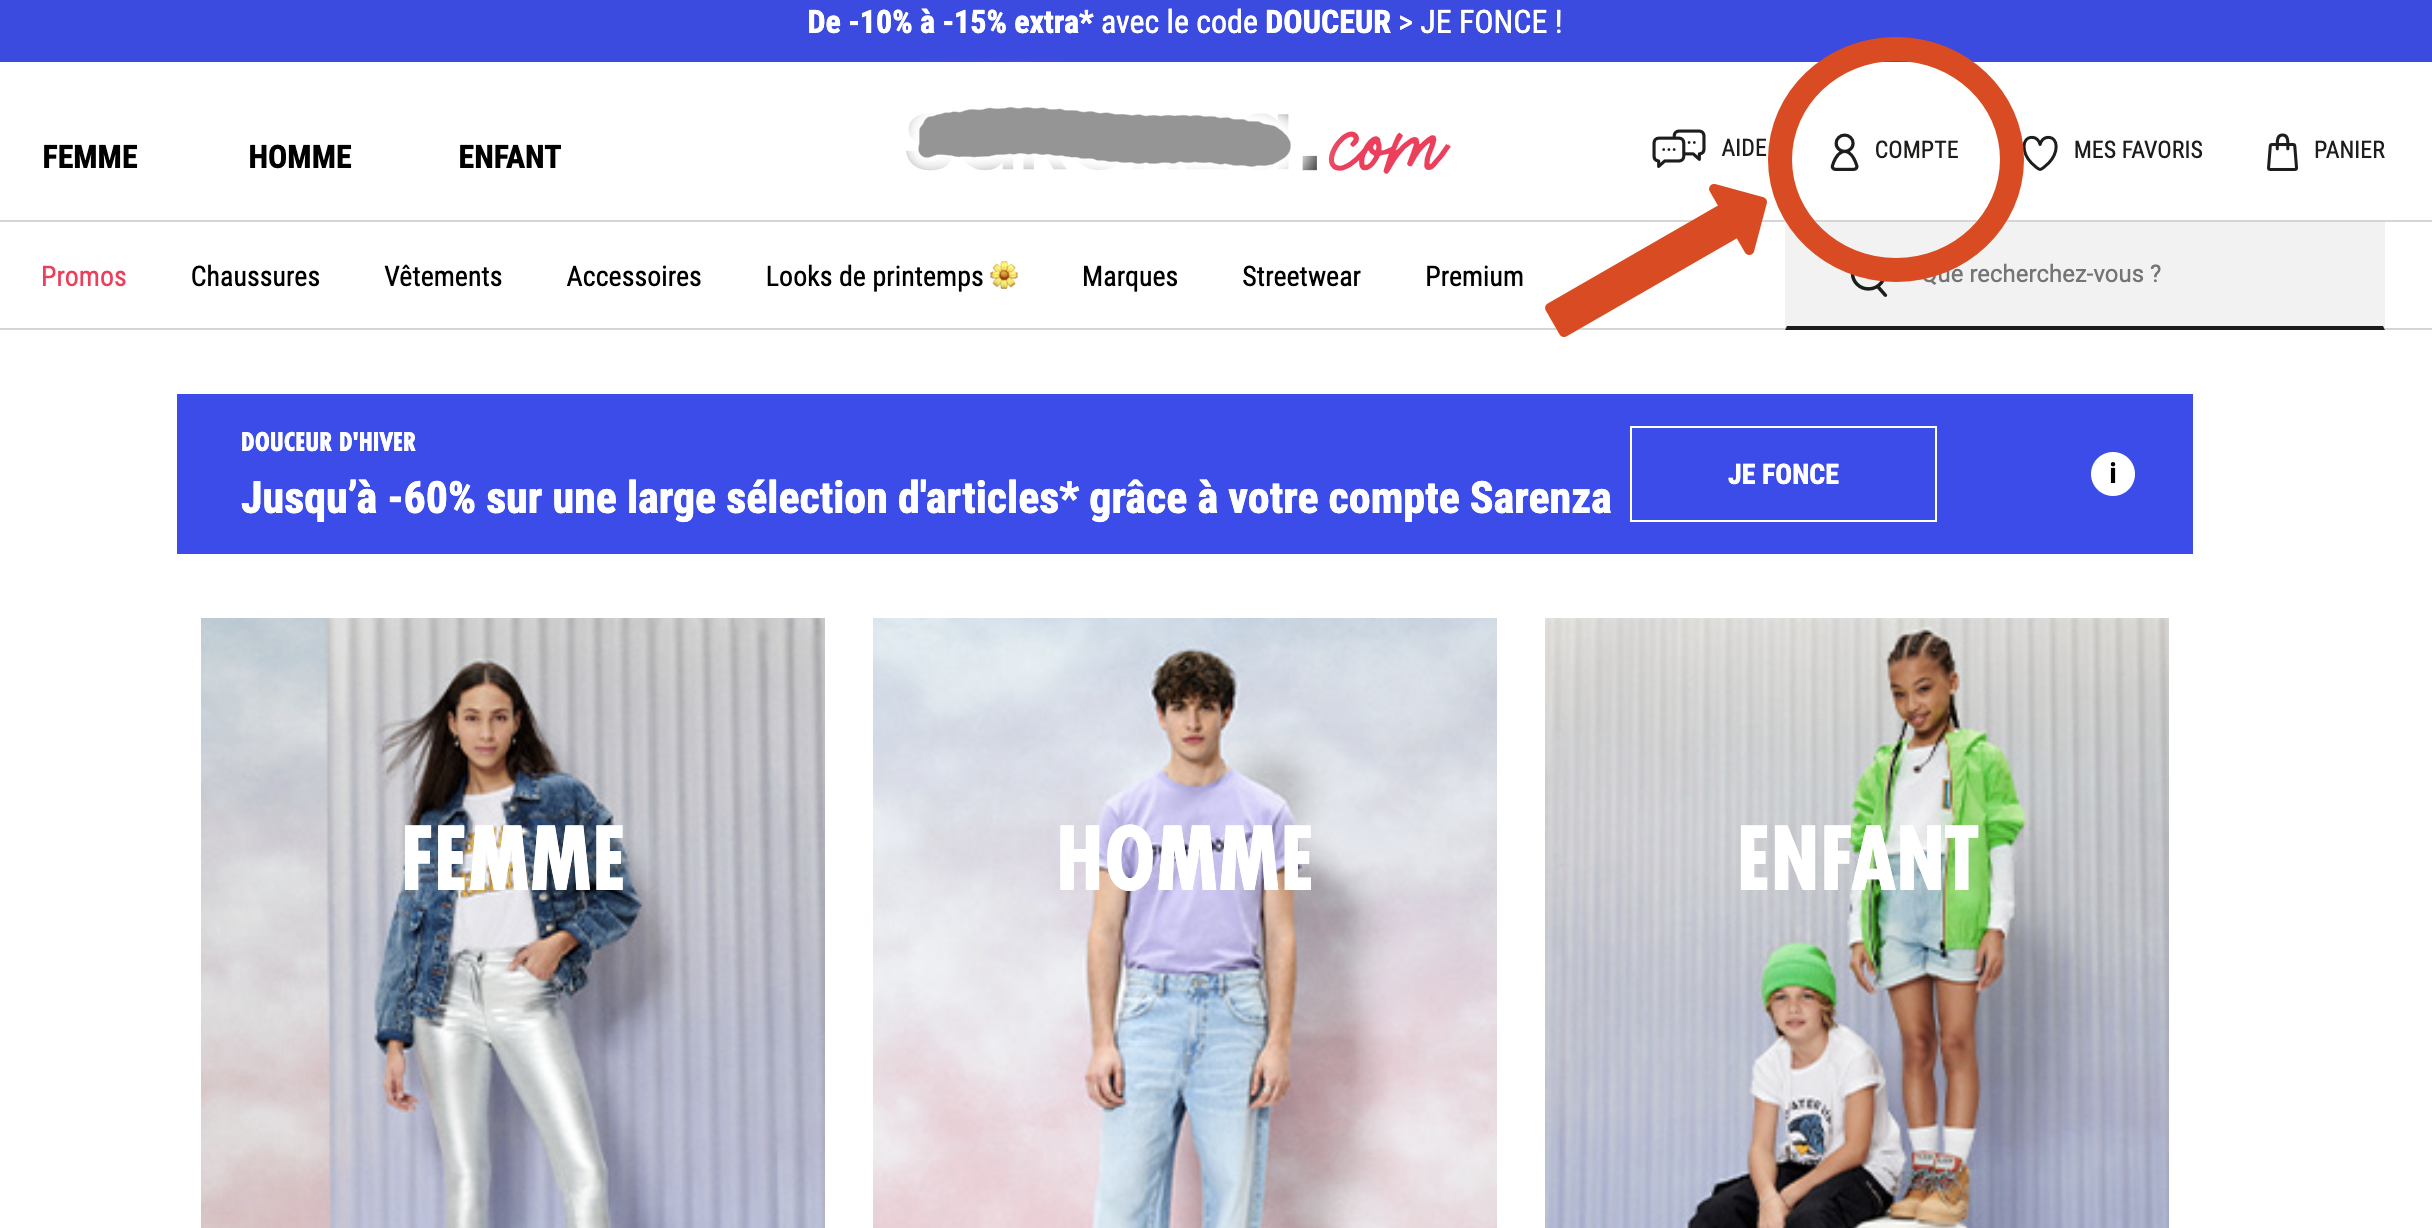 De -10% à -15% extra* avec le code DOUCEUR > JE FONCE !
FEMME HOMME ENFANT .com AIDE COMPTE MES FAVORIS PANIER
Promos Chaussures Vêtements Accessoires Looks de printemps Marques Streetwear Premium Que recherchez-vous ?
DOUCEUR D'HIVER
Jusqu’à -60% sur une large sélection d'articles* grâce à votre compte Sarenza
JE FONCE
i
FEMME HOMME ENFANT